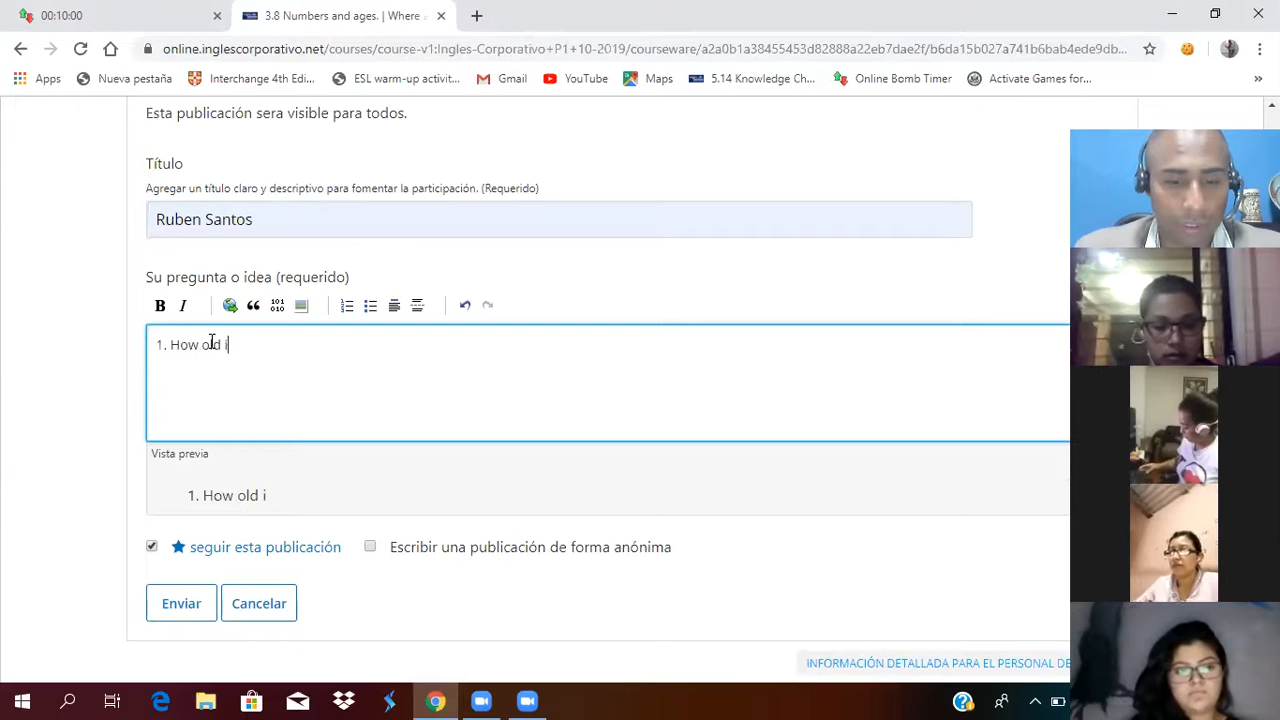 00:10:00
3.8 Numbers and ages. | Where
online.inglescorporativo.net/courses/course-v1:Ingles-Corporativo+P1+10-2019/courseware/a2a0b1a38455453d82888a22eb7dae2f/b6da15b027a741b6bab4ede9db...
Apps Nueva pestaña Interchange 4th Edi... ESL warm-up activit... Gmail YouTube Maps 5.14 Knowledge Ch... Online Bomb Timer Activate Games for... »
Esta publicación sera visible para todos.
Título
Agregar un título claro y descriptivo para fomentar la participación. (Requerido)
Ruben Santos
Su pregunta o idea (requerido)
B I
1. How old i
Vista previa
1. How old i
seguir esta publicación Escribir una publicación de forma anónima
Enviar Cancelar
INFORMACIÓN DETALLADA PARA EL PERSONAL DE